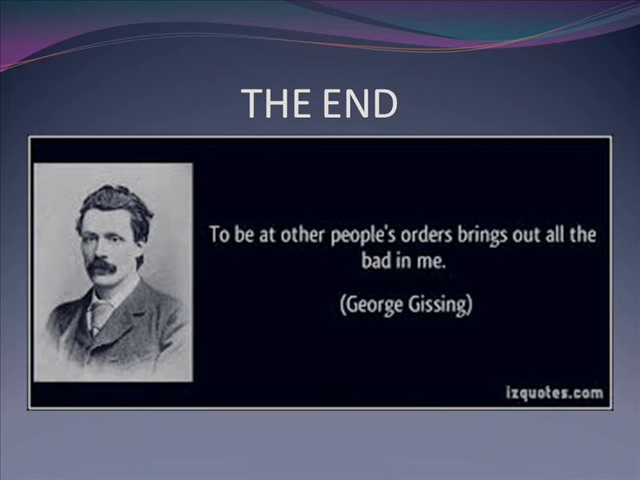 THE END
To be at other people's orders brings out all the
bad in me.
(George Gissing)
izquotes.com